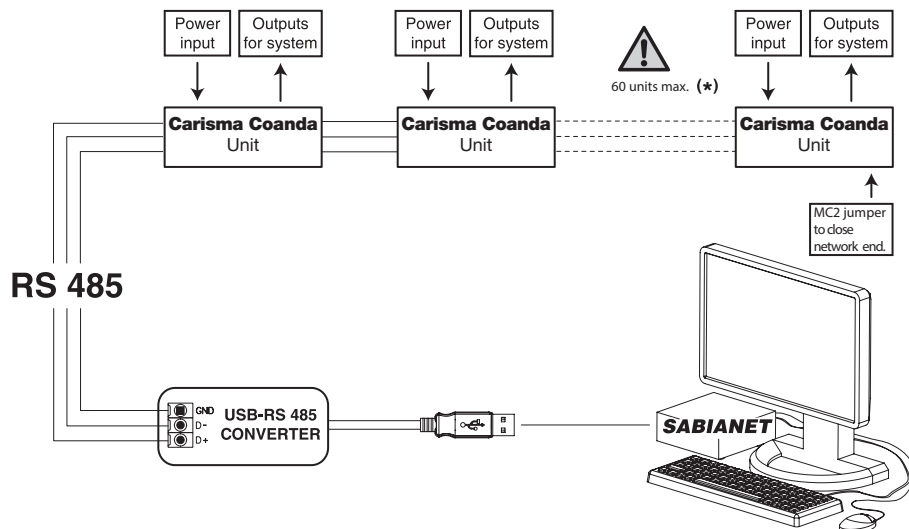 Power
input
Outputs
for system
Power
input
Outputs
for system
60 units max. (*)
Power
input
Outputs
for system
Carisma Coanda
Unit
Carisma Coanda
Unit
Carisma Coanda
Unit
MC2 jumper
to close
network end.
RS 485
GND
D-
D+
USB-RS 485
CONVERTER
SABIANET